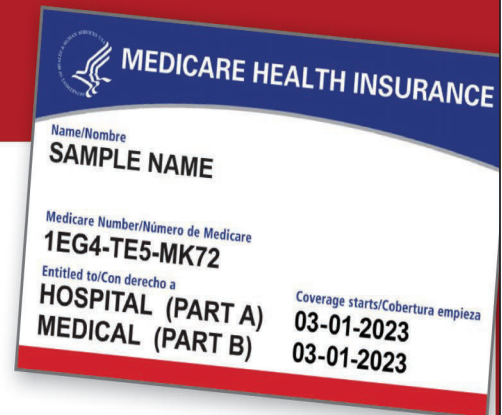 MEDICARE HEALTH INSURANCE
Name/Nombre
SAMPLE NAME
Medicare Number/Número de Medicare
1EG4-TE5-MK72
Entitled to/Con derecho a
HOSPITAL (PART A)
MEDICAL (PART B)
Coverage starts/Cobertura empieza
03-01-2023
03-01-2023